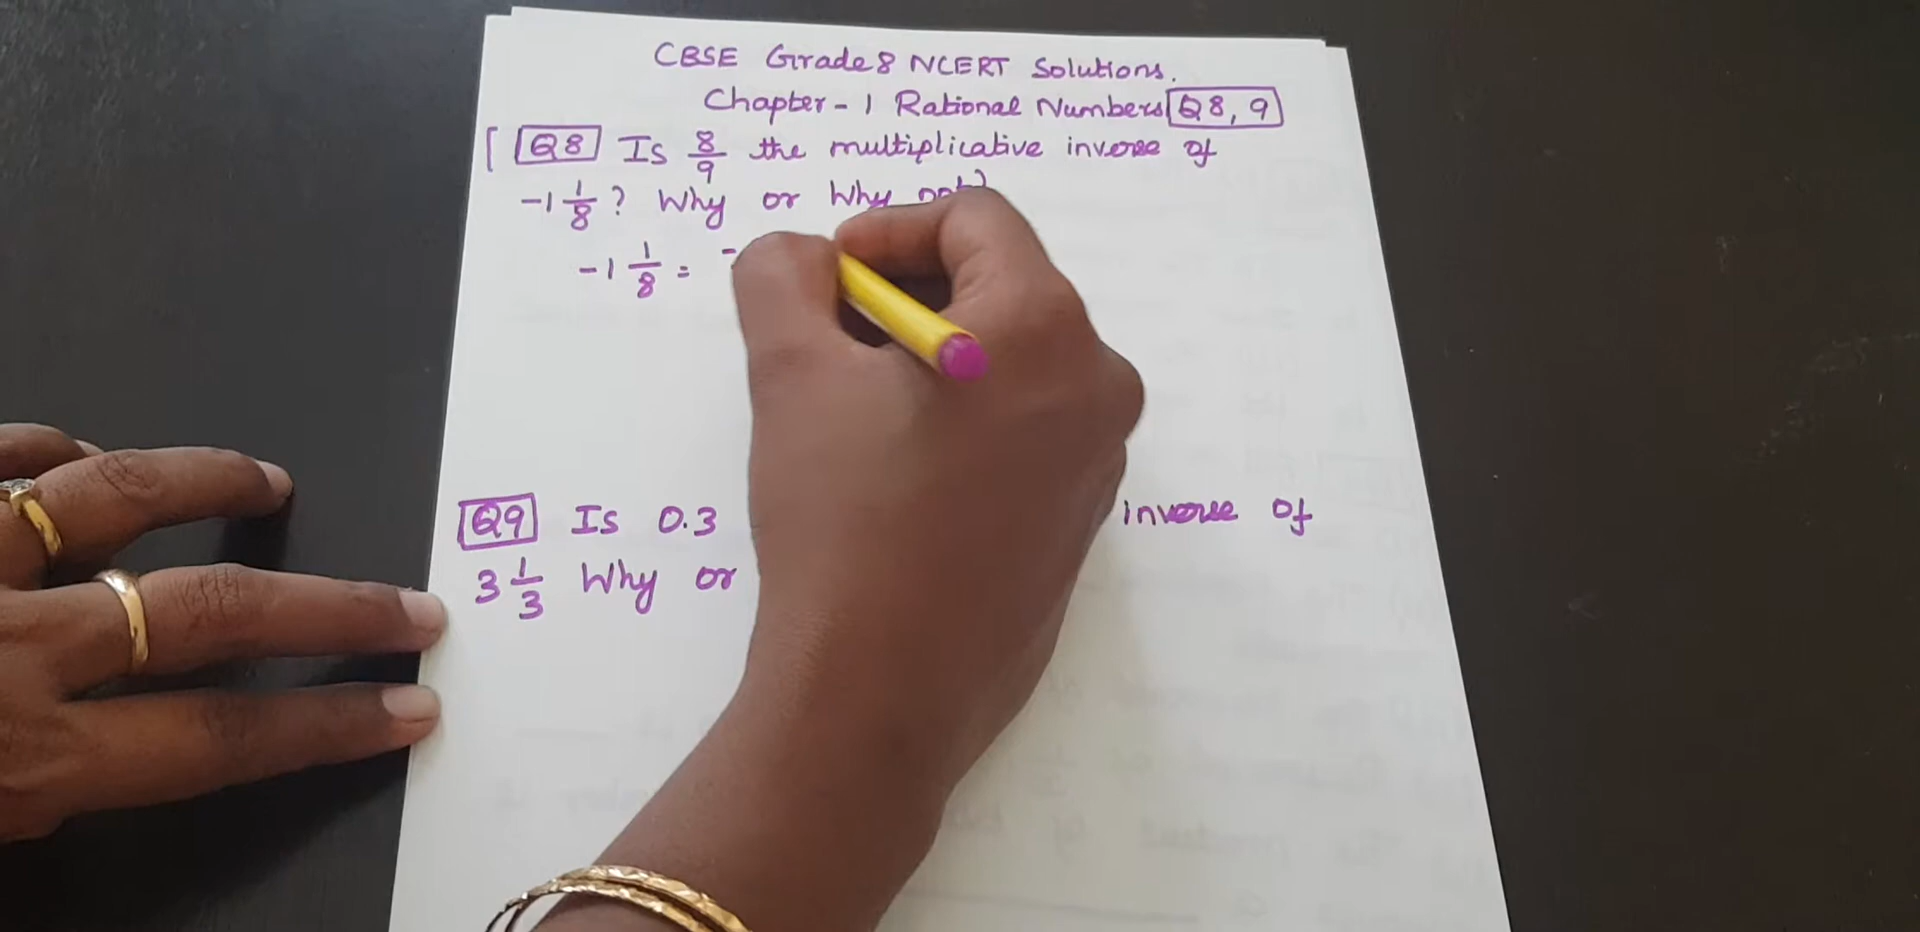 CBSE Grade 8 NCERT Solutions.
Chapter - 1 Rational Numbers Q8, 9
Q8 Is 8/9 the multiplicative inverse of
-1 1/8 ? Why or Why not?
-1 1/8 = -
Q9 Is 0.3 inverse of
3 1/3 Why or